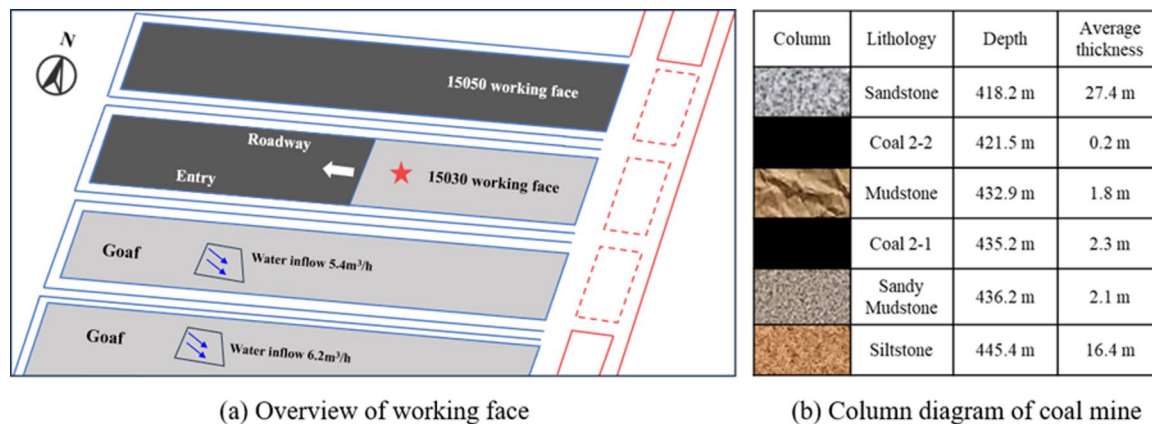 N
15050 working face
Roadway
Entry
15030 working face
Goaf
Water inflow 5.4m³/h
Goaf
Water inflow 6.2m³/h
(a) Overview of working face
Column Lithology Depth Average thickness
Sandstone 418.2 m 27.4 m
Coal 2-2 421.5 m 0.2 m
Mudstone 432.9 m 1.8 m
Coal 2-1 435.2 m 2.3 m
Sandy Mudstone 436.2 m 2.1 m
Siltstone 445.4 m 16.4 m
(b) Column diagram of coal mine